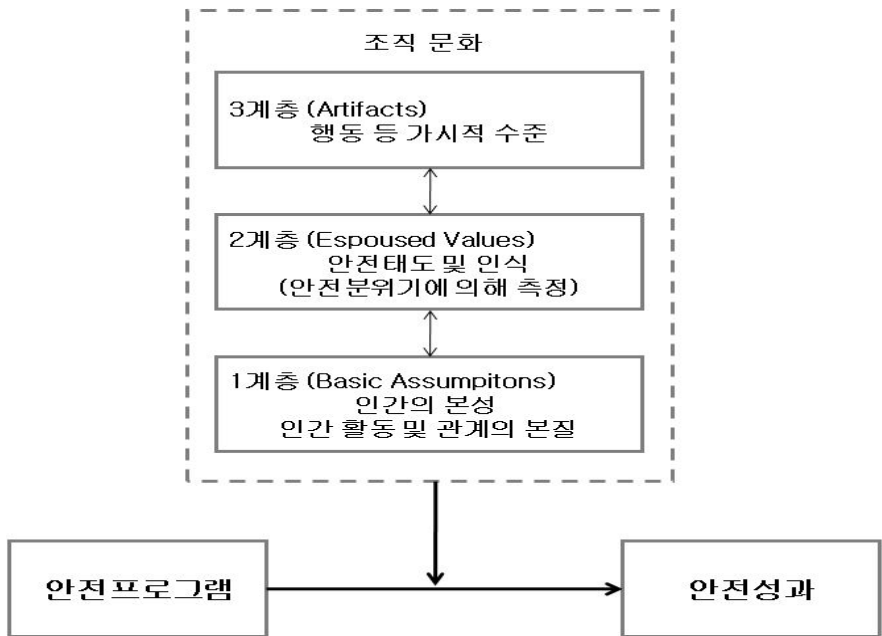 조직 문화
3계층 (Artifacts)
행동 등 가시적 수준
2계층 (Espoused Values)
안전태도 및 인식
(안전분위기에 의해 측정)
1계층 (Basic Assumpitons)
인간의 본성
인간 활동 및 관계의 본질
안전프로그램
안전성과